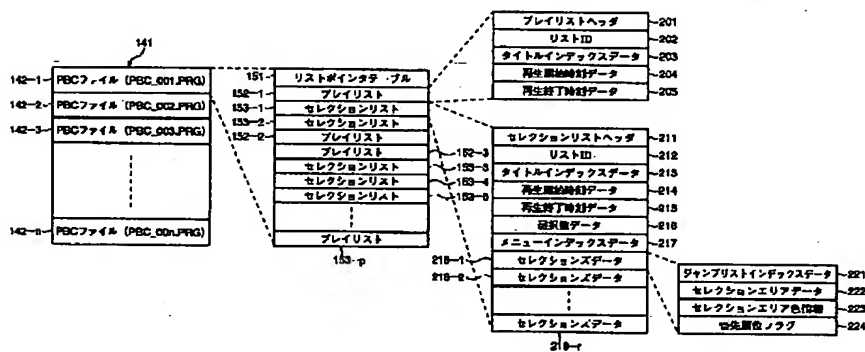 141
142-1 PBCファイル (PBC_001.PRG)
142-2 PBCファイル (PBC_002.PRG)
142-3 PBCファイル (PBC_003.PRG)
142-n PBCファイル (PBC_00n.PRG)
151 リストポインタテーブル
152-1 プレイリスト
153-1 セレクションリスト
153-2 セレクションリスト
152-2 プレイリスト
プレイリスト 152-3
セレクションリスト 153-3
セレクションリスト 153-4
セレクションリスト 153-5
プレイリスト
153-p
プレイリストヘッダ 201
リストID 202
タイトルインデックスデータ 203
再生開始時刻データ 204
再生終了時刻データ 205
セレクションリストヘッダ 211
リストID 212
タイトルインデックスデータ 213
再生開始時刻データ 214
再生終了時刻データ 215
選択数データ 216
メニューインデックスデータ 217
218-1 セレクションズデータ
218-2 セレクションズデータ
セレクションズデータ
218-r
ジャンプリストインデックスデータ 221
セレクションエリアデータ 222
セレクションエリア色情報 223
224